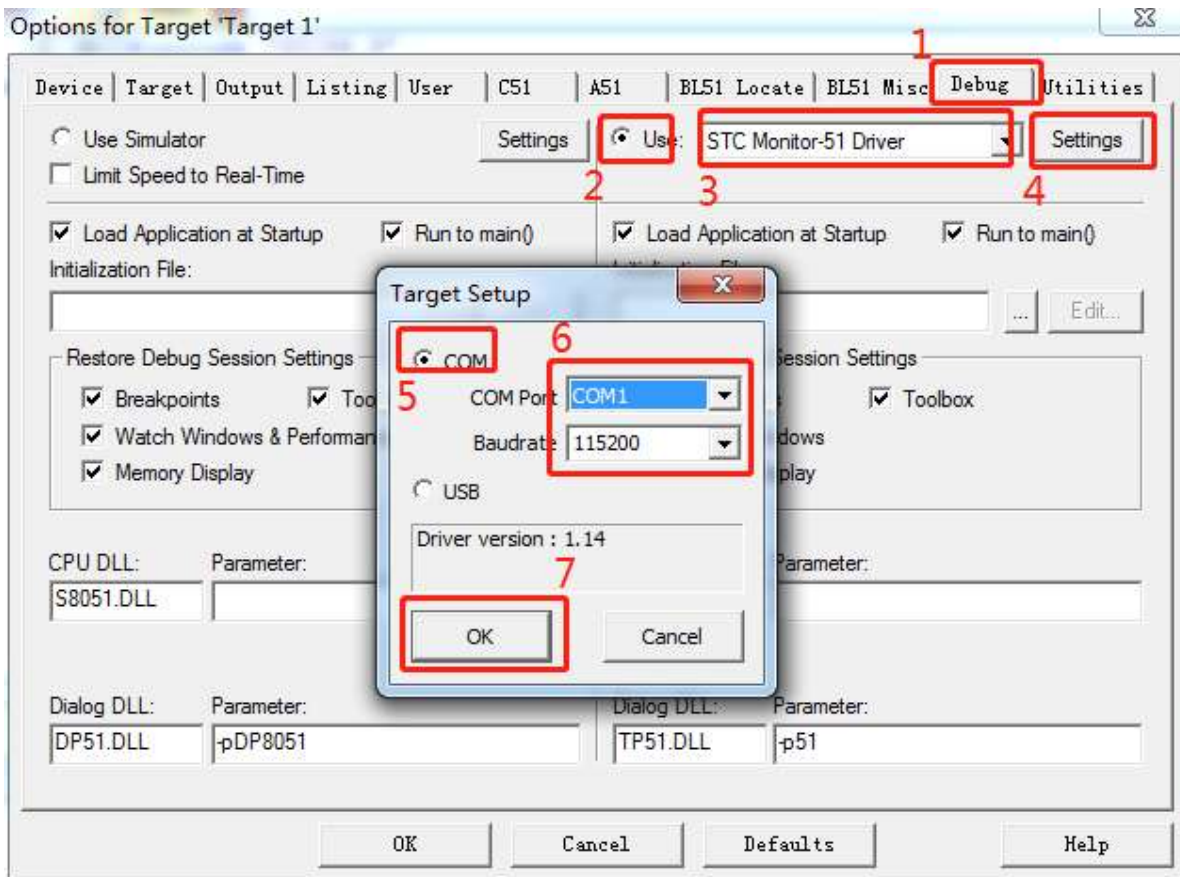 Options for Target 'Target 1'
1
Device Target Output Listing User C51 A51 BL51 Locate BL51 Misc Debug Utilities
Use Simulator Settings Use: STC Monitor-51 Driver Settings
Limit Speed to Real-Time
2 3 4
Load Application at Startup Run to main() Load Application at Startup Run to main()
Initialization File:
... Edit...
Target Setup
6
COM
5
COM Port COM1
Baudrate 115200
USB
Driver version : 1.14
7
OK Cancel
Restore Debug Session Settings Session Settings
Breakpoints Toolbox
Watch Windows &
Memory Display
CPU DLL: Parameter: Parameter:
S8051.DLL
Dialog DLL: Parameter: Dialog DLL: Parameter:
DP51.DLL -pDP8051 TP51.DLL -p51
OK Cancel Defaults Help